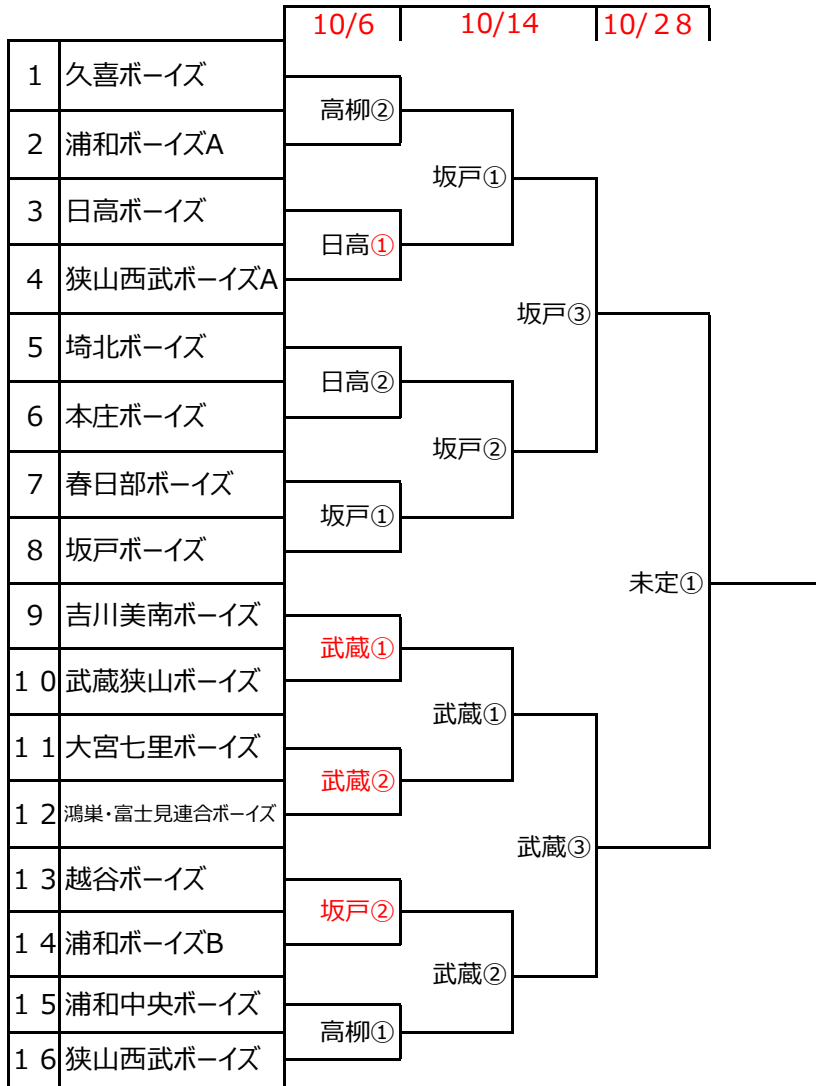 10/6 10/14 10/２８
1 久喜ボーイズ
高柳②
2 浦和ボーイズA
坂戸①
3 日高ボーイズ
日高①
4 狭山西武ボーイズA
坂戸③
5 埼北ボーイズ
日高②
6 本庄ボーイズ
坂戸②
7 春日部ボーイズ
坂戸①
8 坂戸ボーイズ
未定①
9 吉川美南ボーイズ
武蔵①
１０ 武蔵狭山ボーイズ
武蔵①
１１ 大宮七里ボーイズ
武蔵②
１２ 鴻巣・富士見連合ボーイズ
武蔵③
１３ 越谷ボーイズ
坂戸②
１４ 浦和ボーイズB
武蔵②
１５ 浦和中央ボーイズ
高柳①
１６ 狭山西武ボーイズ